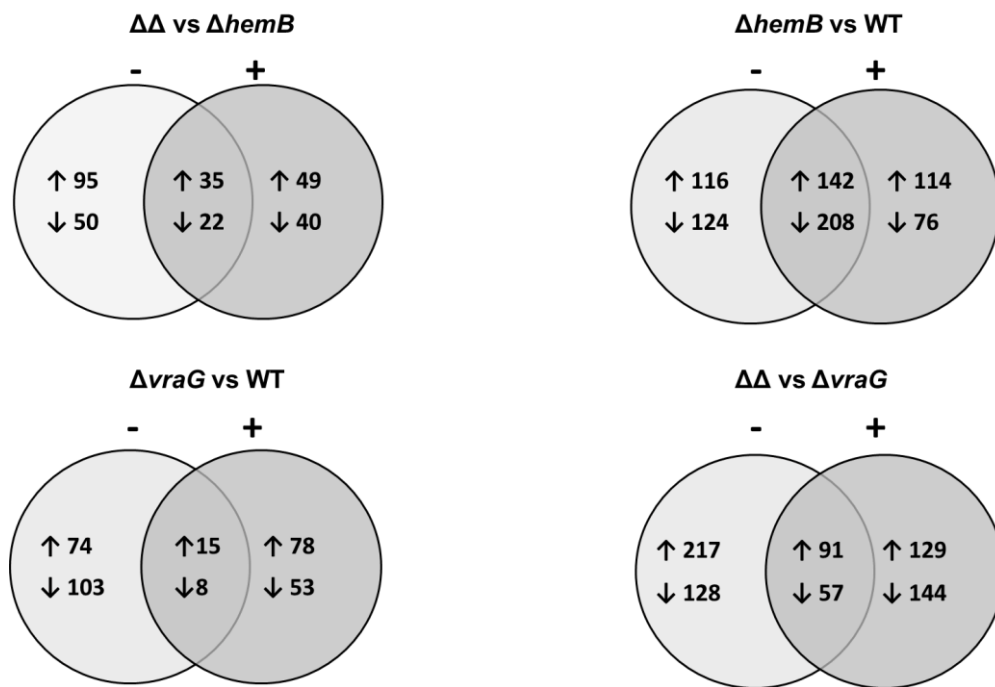 ΔΔ vs ΔhemB
- +
↑ 95 ↑ 35 ↑ 49
↓ 50 ↓ 22 ↓ 40
ΔhemB vs WT
- +
↑ 116 ↑ 142 ↑ 114
↓ 124 ↓ 208 ↓ 76
ΔvraG vs WT
- +
↑ 74 ↑15 ↑ 78
↓ 103 ↓8 ↓ 53
ΔΔ vs ΔvraG
- +
↑ 217 ↑ 91 ↑ 129
↓ 128 ↓ 57 ↓ 144